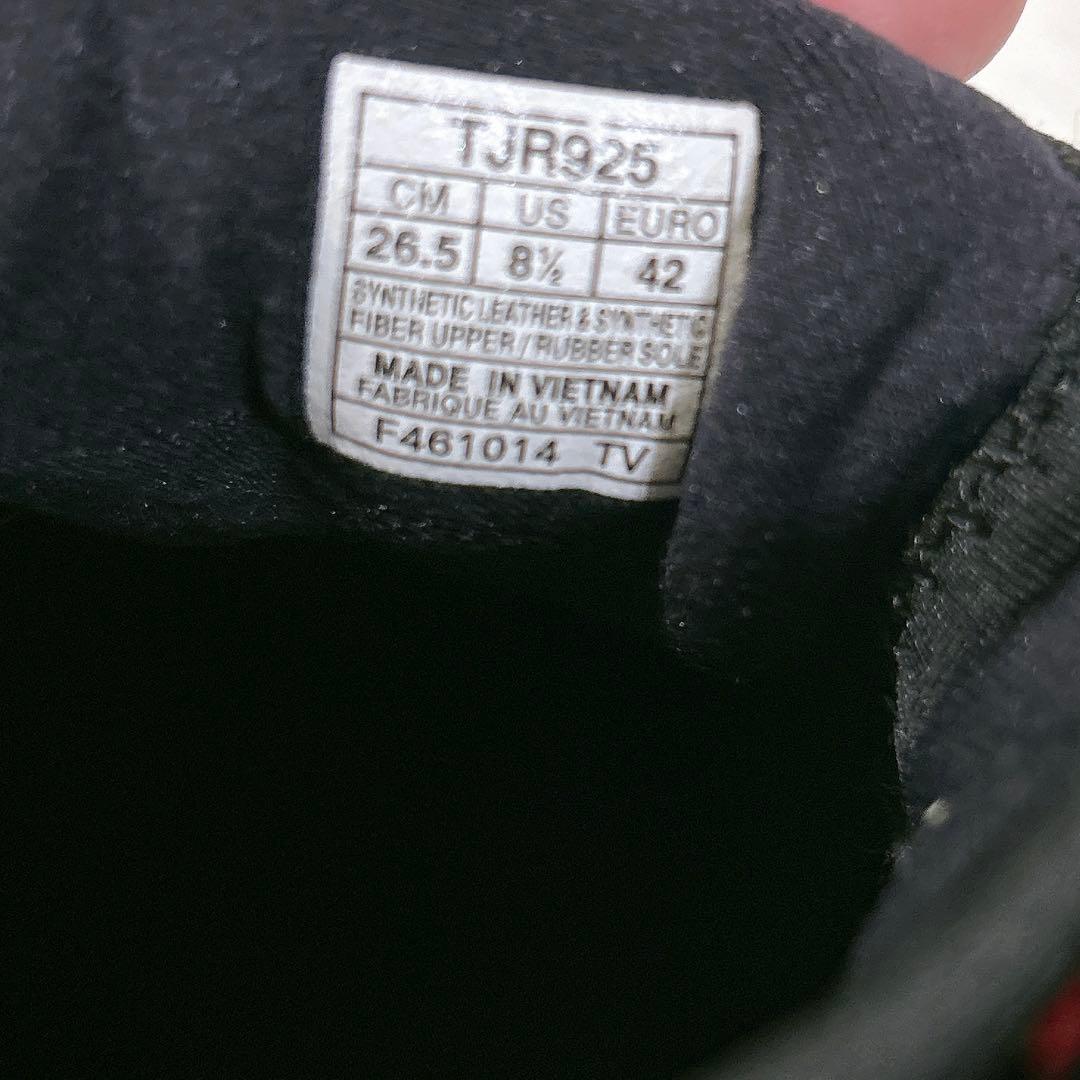 TJR925
CM US EURO
26.5 8½ 42
SYNTHETIC LEATHER & SYNTHETIC
FIBER UPPER / RUBBER SOLE
MADE IN VIETNAM
FABRIQUE AU VIETNAM
F461014 TV